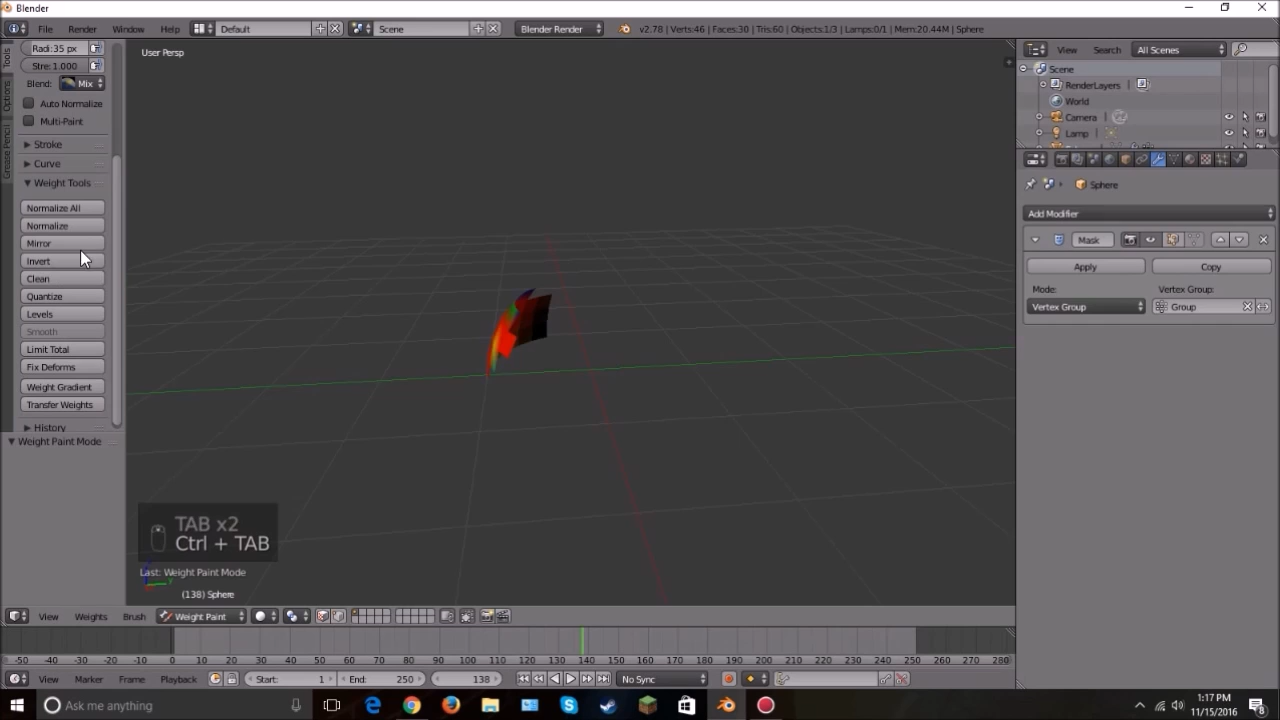 Blender
File Render Window Help Default Scene Blender Render v2.78 | Verts:46 | Faces:30 | Tris:60 | Objects:1/3 | Lamps:0/1 | Mem:20.44M | Sphere
Tools
Options
Grease Pencil
Radi:35 px
Stre:1.000
Blend: Mix
Auto Normalize
Multi-Paint
Stroke
Curve
Weight Tools
Normalize All
Normalize
Mirror
Invert
Clean
Quantize
Levels
Smooth
Limit Total
Fix Deforms
Weight Gradient
Transfer Weights
History
Weight Paint Mode
User Persp
TAB x2
Ctrl + TAB
Last: Weight Paint Mode
(138) Sphere
View Search All Scenes
Scene
RenderLayers
World
Camera
Lamp
Sphere
Add Modifier
Mask
Apply Copy
Mode: Vertex Group:
Vertex Group Group
View Weights Brush Weight Paint
-50 -40 -30 -20 -10 0 10 20 30 40 50 60 70 80 90 100 110 120 130 140 150 160 170 180 190 200 210 220 230 240 250 260 270 280
View Marker Frame Playback Start: 1 End: 250 138 No Sync
Ask me anything
1:17 PM
11/15/2016
8